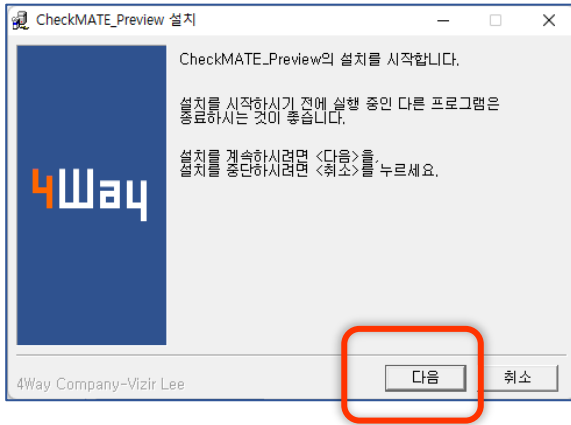 CheckMATE_Preview 설치
CheckMATE_Preview의 설치를 시작합니다.
설치를 시작하시기 전에 실행 중인 다른 프로그램은
종료하시는 것이 좋습니다.
설치를 계속하시려면 <다음>을,
설치를 중단하시려면 <취소>를 누르세요.
4Way
4Way Company-Vizir Lee
다음
취소